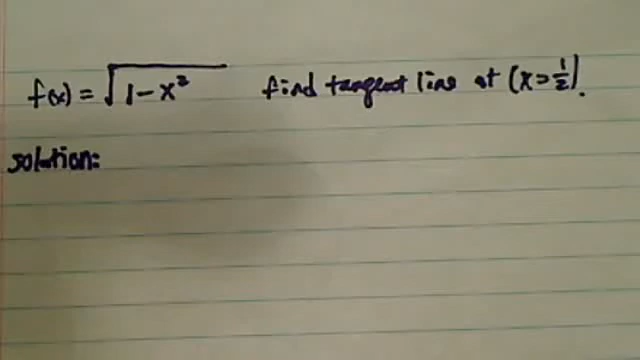 f(x) = √1-x² find tangent line at (x=½).
solution: